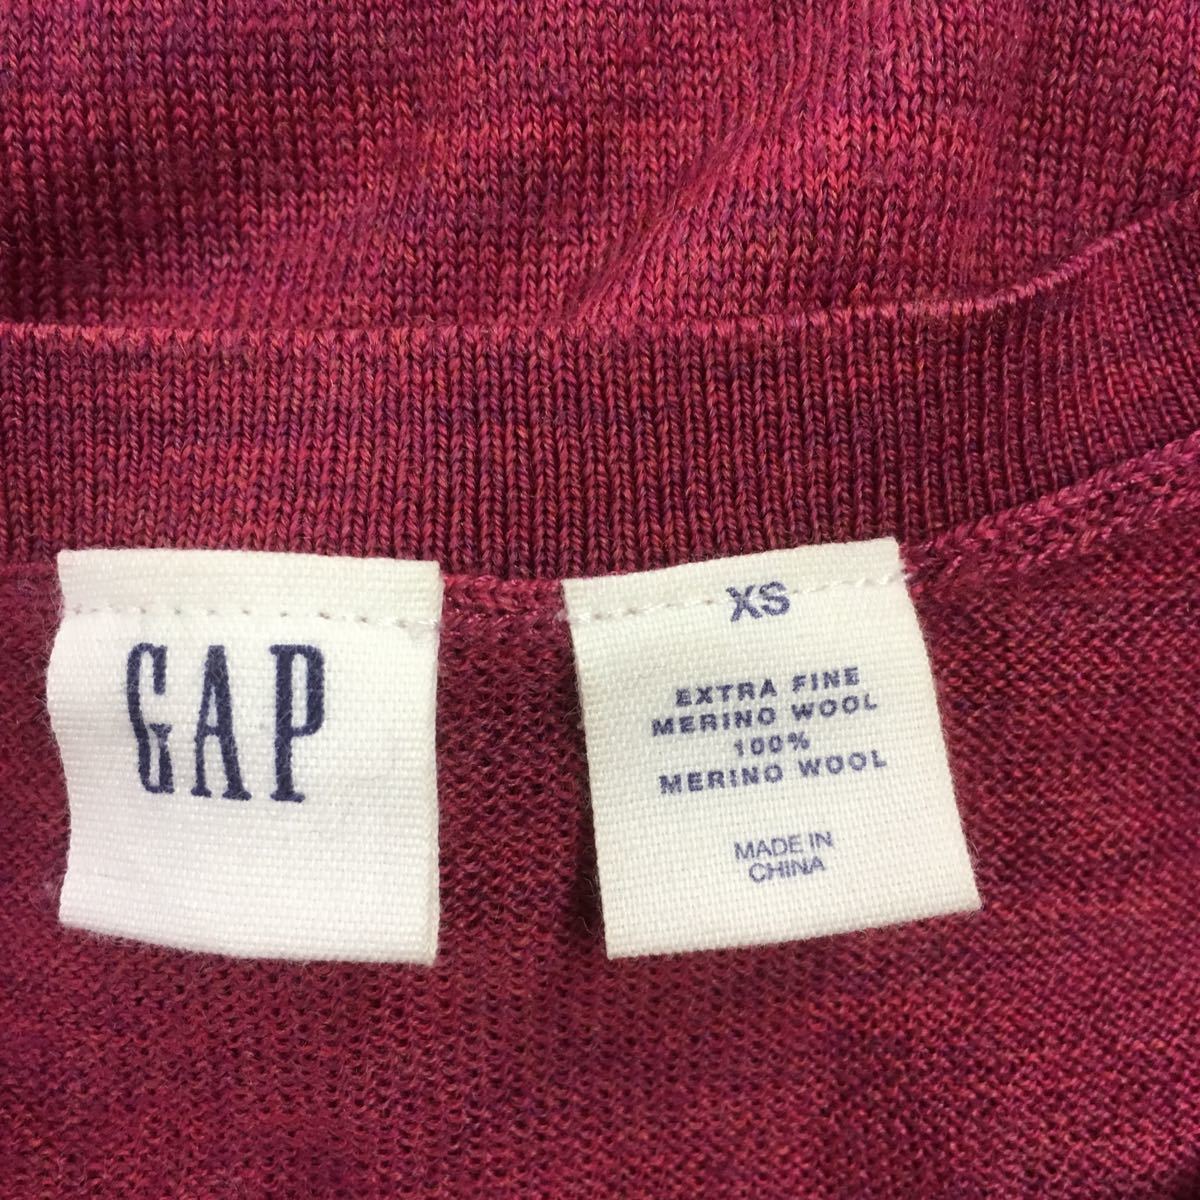 GAP
XS
EXTRA FINE
MERINO WOOL
100%
MERINO WOOL
MADE IN
CHINA